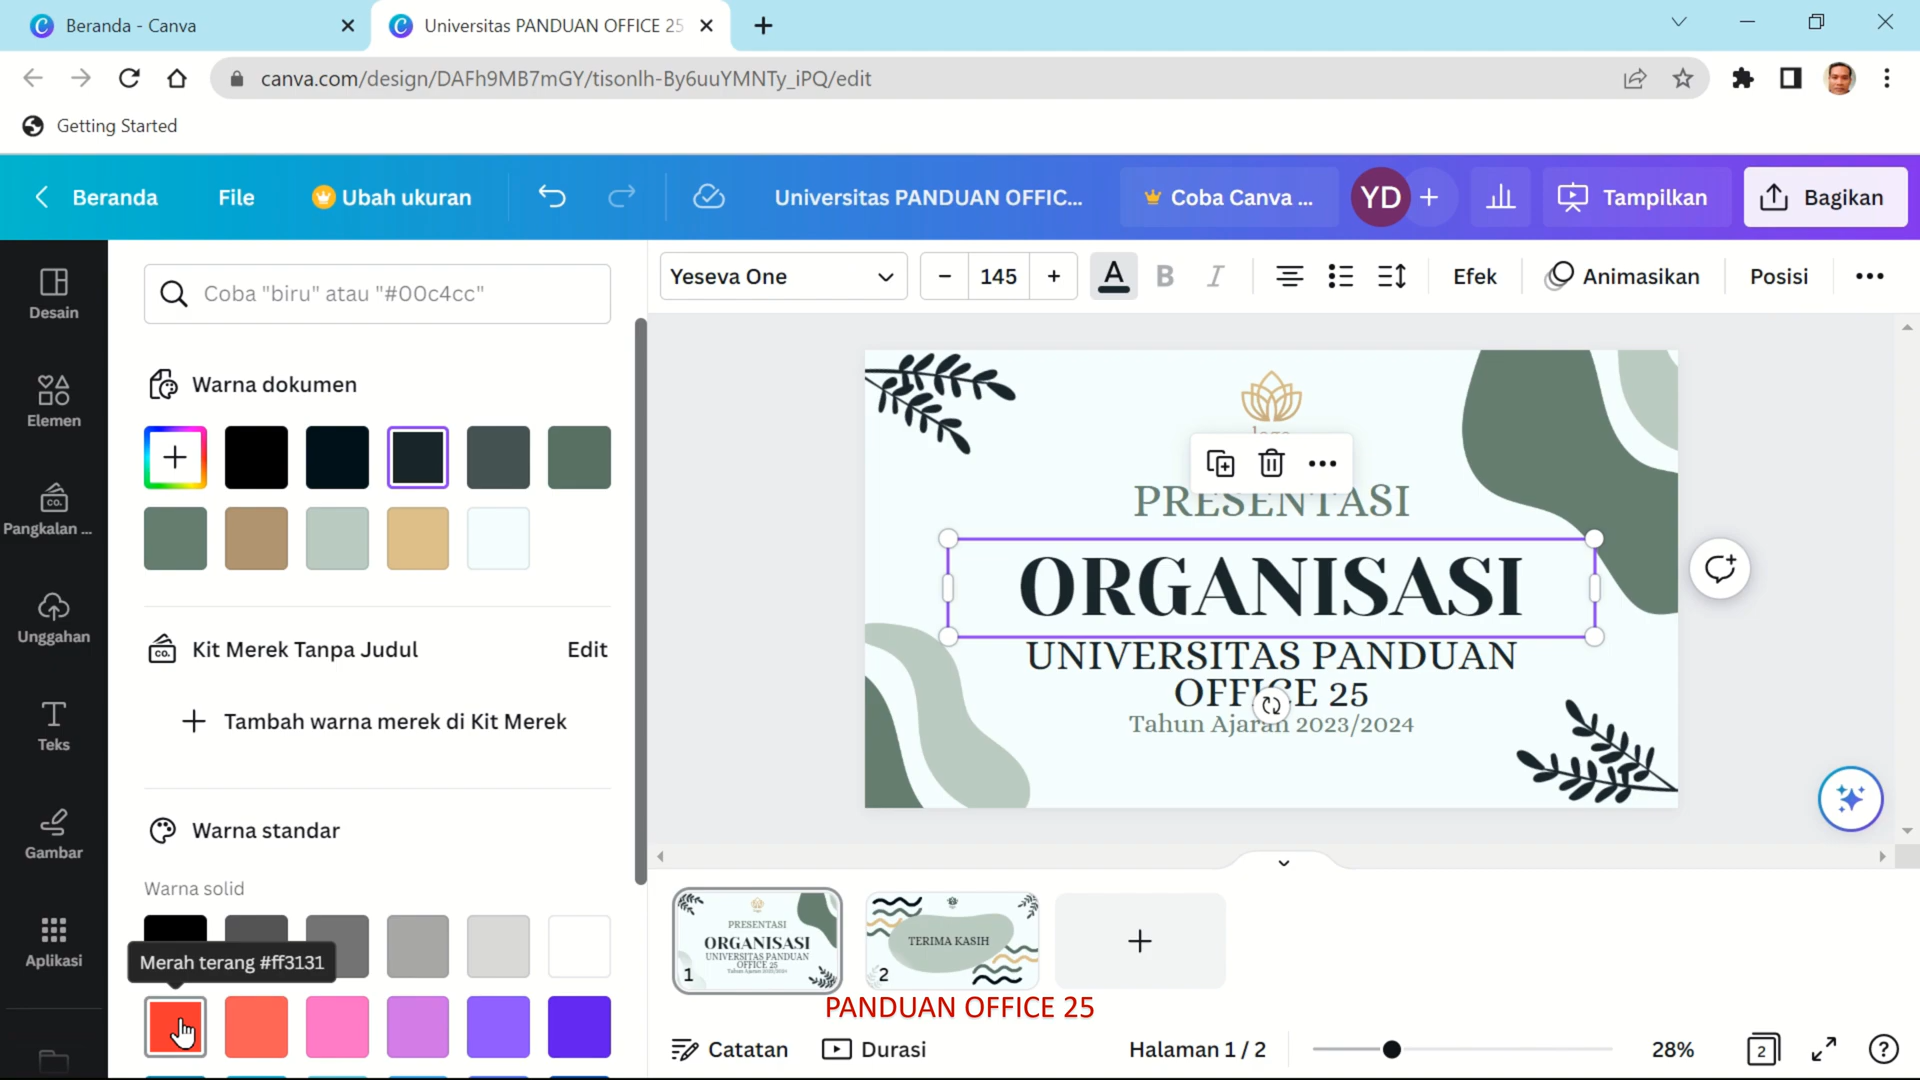 Beranda - Canva
Universitas PANDUAN OFFICE 25
canva.com/design/DAFh9MB7mGY/tisonlh-By6uuYMNTy_iPQ/edit
Getting Started
Beranda
File
Ubah ukuran
Universitas PANDUAN OFFIC...
Coba Canva ...
YD
Tampilkan
Bagikan
Desain
Elemen
Pangkalan ...
Unggahan
Teks
Gambar
Aplikasi
Coba "biru" atau "#00c4cc"
Warna dokumen
Kit Merek Tanpa Judul
Edit
Tambah warna merek di Kit Merek
Warna standar
Warna solid
Merah terang #ff3131
Yeseva One
145
A
B
I
Efek
Animasikan
Posisi
PRESENTASI
ORGANISASI
UNIVERSITAS PANDUAN
OFFICE 25
Tahun Ajaran 2023/2024
PRESENTASI
ORGANISASI
UNIVERSITAS PANDUAN
OFFICE 25
Tahun Ajaran 2023/2024
1
TERIMA KASIH
2
PANDUAN OFFICE 25
Catatan
Durasi
Halaman 1 / 2
28%
2